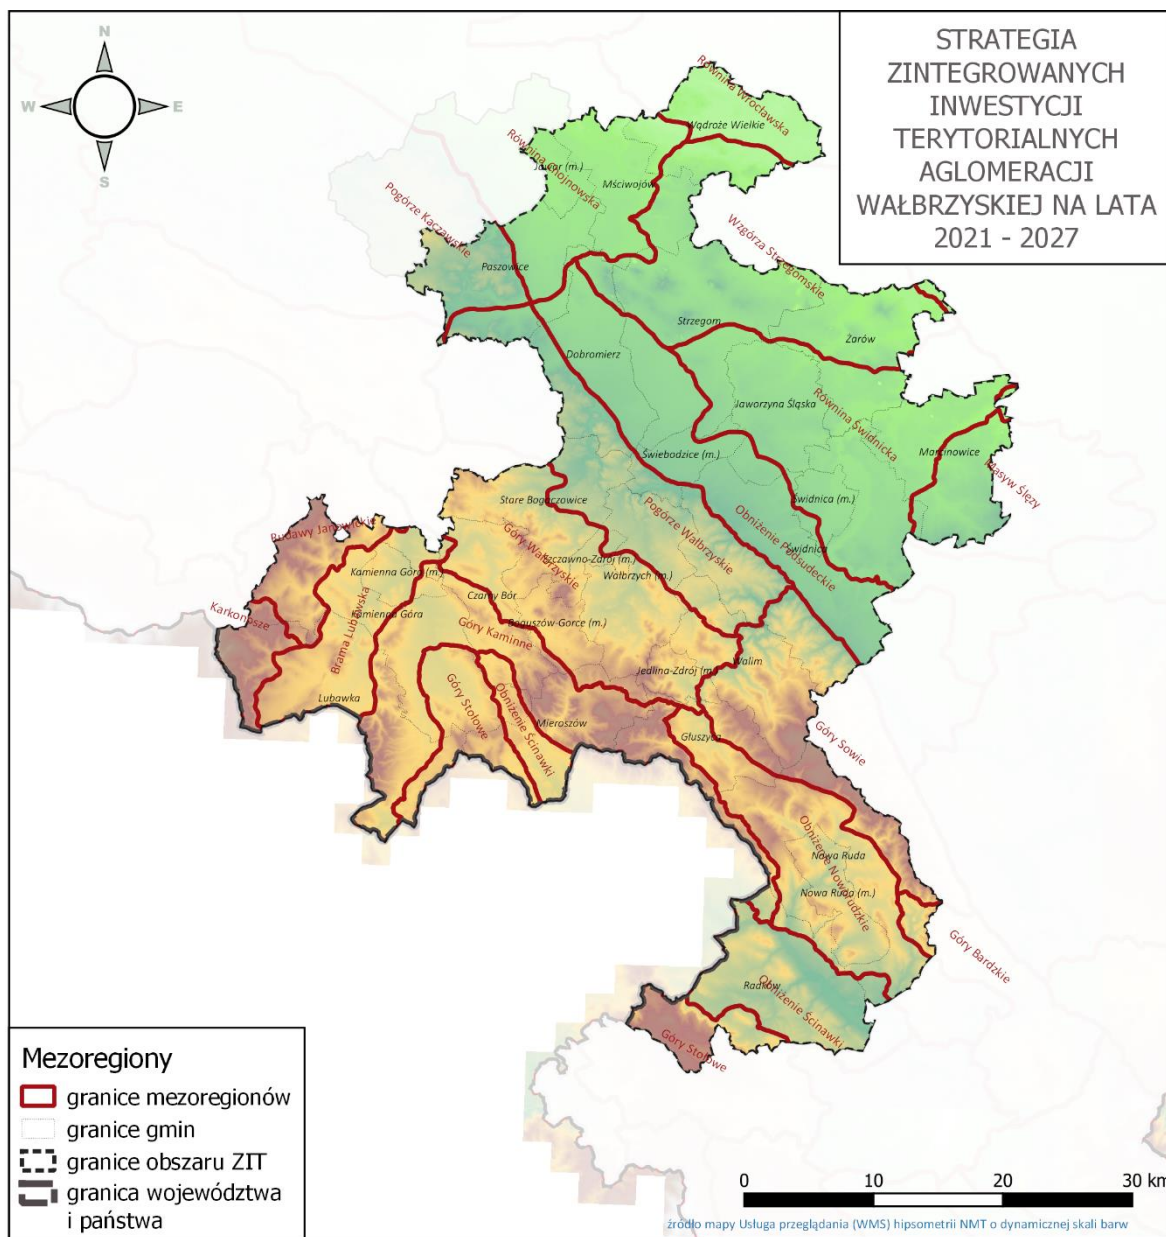 N
W
E
S
STRATEGIA
ZINTEGROWANYCH
INWESTYCJI
TERYTORIALNYCH
AGLOMERACJI
WAŁBRZYSKIEJ NA LATA
2021 - 2027
Równina Wrocławska
Wądroże Wielkie
Równina Chojnowska
Jawor (m.)
Mściwojów
Pogórze Kaczawskie
Paszowice
Wzgórza Strzegomskie
Strzegom
Żarów
Dobromierz
Jaworzyna Śląska
Równina Świdnicka
Marcinowice
Masyw Ślęży
Świebodzice (m.)
Świdnica (m.)
Świdnica
Obniżenie Podsudeckie
Pogórze Wałbrzyskie
Stare Bogaczowice
Góry Wałbrzyskie
Szczawno-Zdrój (m.)
Wałbrzych (m.)
Rudawy Janowickie
Kamienna Góra (m.)
Czarny Bór
Kamienna Góra
Karkonosze
Brama Lubawska
Boguszów-Gorce (m.)
Góry Kaminne
Jedlina-Zdrój (m.)
Walim
Lubawka
Góry Stołowe
Obniżenie Ścinawki
Mieroszów
Głuszyca
Góry Sowie
Obniżenie Noworudzkie
Nowa Ruda
Nowa Ruda (m.)
Góry Bardzkie
Radków
Obniżenie Ścinawki
Góry Stołowe
Mezoregiony
granice mezoregionów
granice gmin
granice obszaru ZIT
granica województwa
i państwa
0 10 20 30 km
źródło mapy Usługa przeglądania (WMS) hipsometrii NMT o dynamicznej skali barw